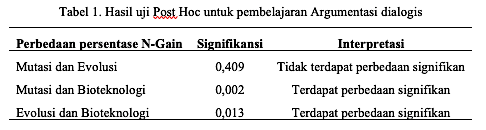 Tabel 1. Hasil uji Post Hoc untuk pembelajaran Argumentasi dialogis
Perbedaan persentase N-Gain Signifikansi Interpretasi
Mutasi dan Evolusi 0,409 Tidak terdapat perbedaan signifikan
Mutasi dan Bioteknologi 0,002 Terdapat perbedaan signifikam
Evolusi dan Bioteknologi 0,013 Terdapat perbedaan signifikam